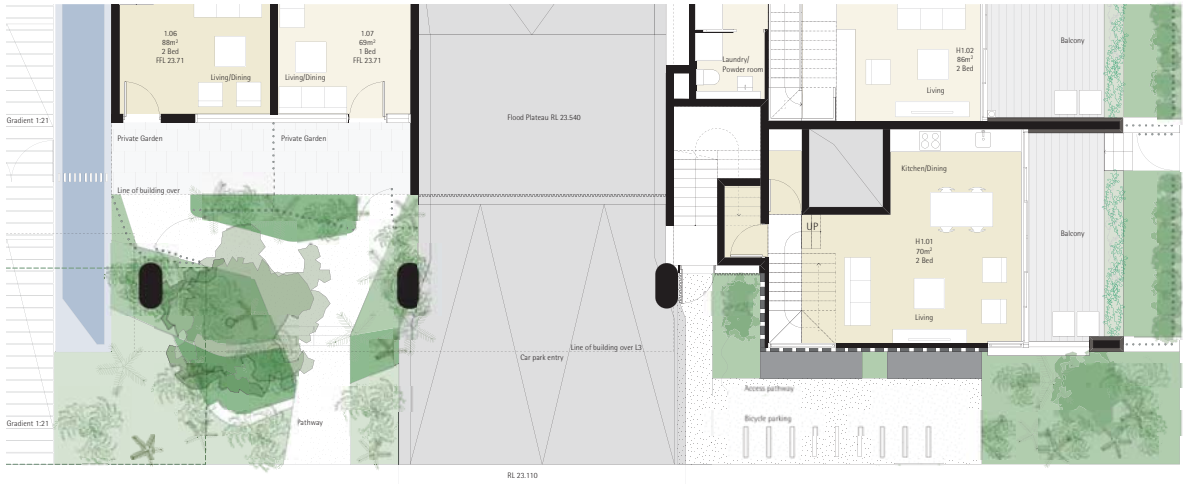 1.06
88m²
2 Bed
FFL 23.71
1.07
69m²
1 Bed
FFL 23.71
Living/Dining
Living/Dining
Laundry/
Powder room
H1.02
86m²
2 Bed
Living
Balcony
Gradient 1:21
Flood Plateau RL 23.540
Private Garden
Private Garden
Kitchen/Dining
Line of building over
UP
H1.01
70m²
2 Bed
Balcony
Living
Line of building over L3
Car park entry
Access pathway
Bicycle parking
Gradient 1:21
Pathway
RL 23.110